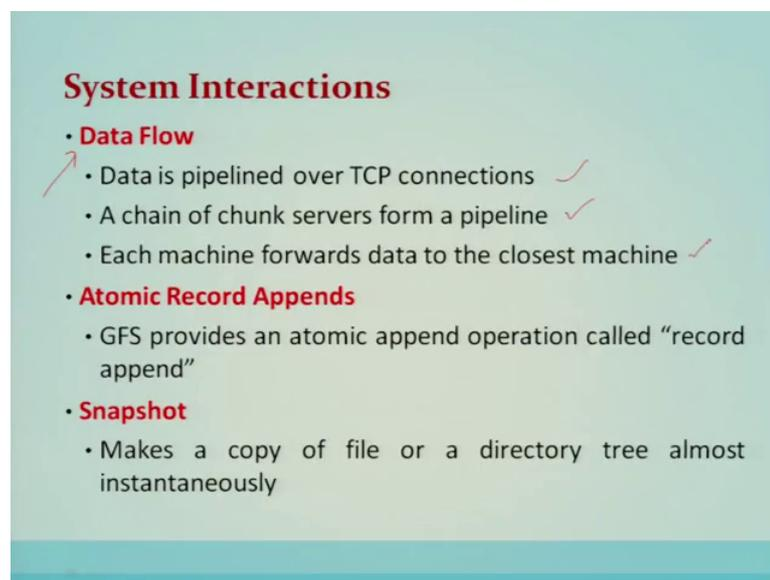 System Interactions
• Data Flow
• Data is pipelined over TCP connections
• A chain of chunk servers form a pipeline
• Each machine forwards data to the closest machine
• Atomic Record Appends
• GFS provides an atomic append operation called “record
append”
• Snapshot
• Makes a copy of file or a directory tree almost
instantaneously